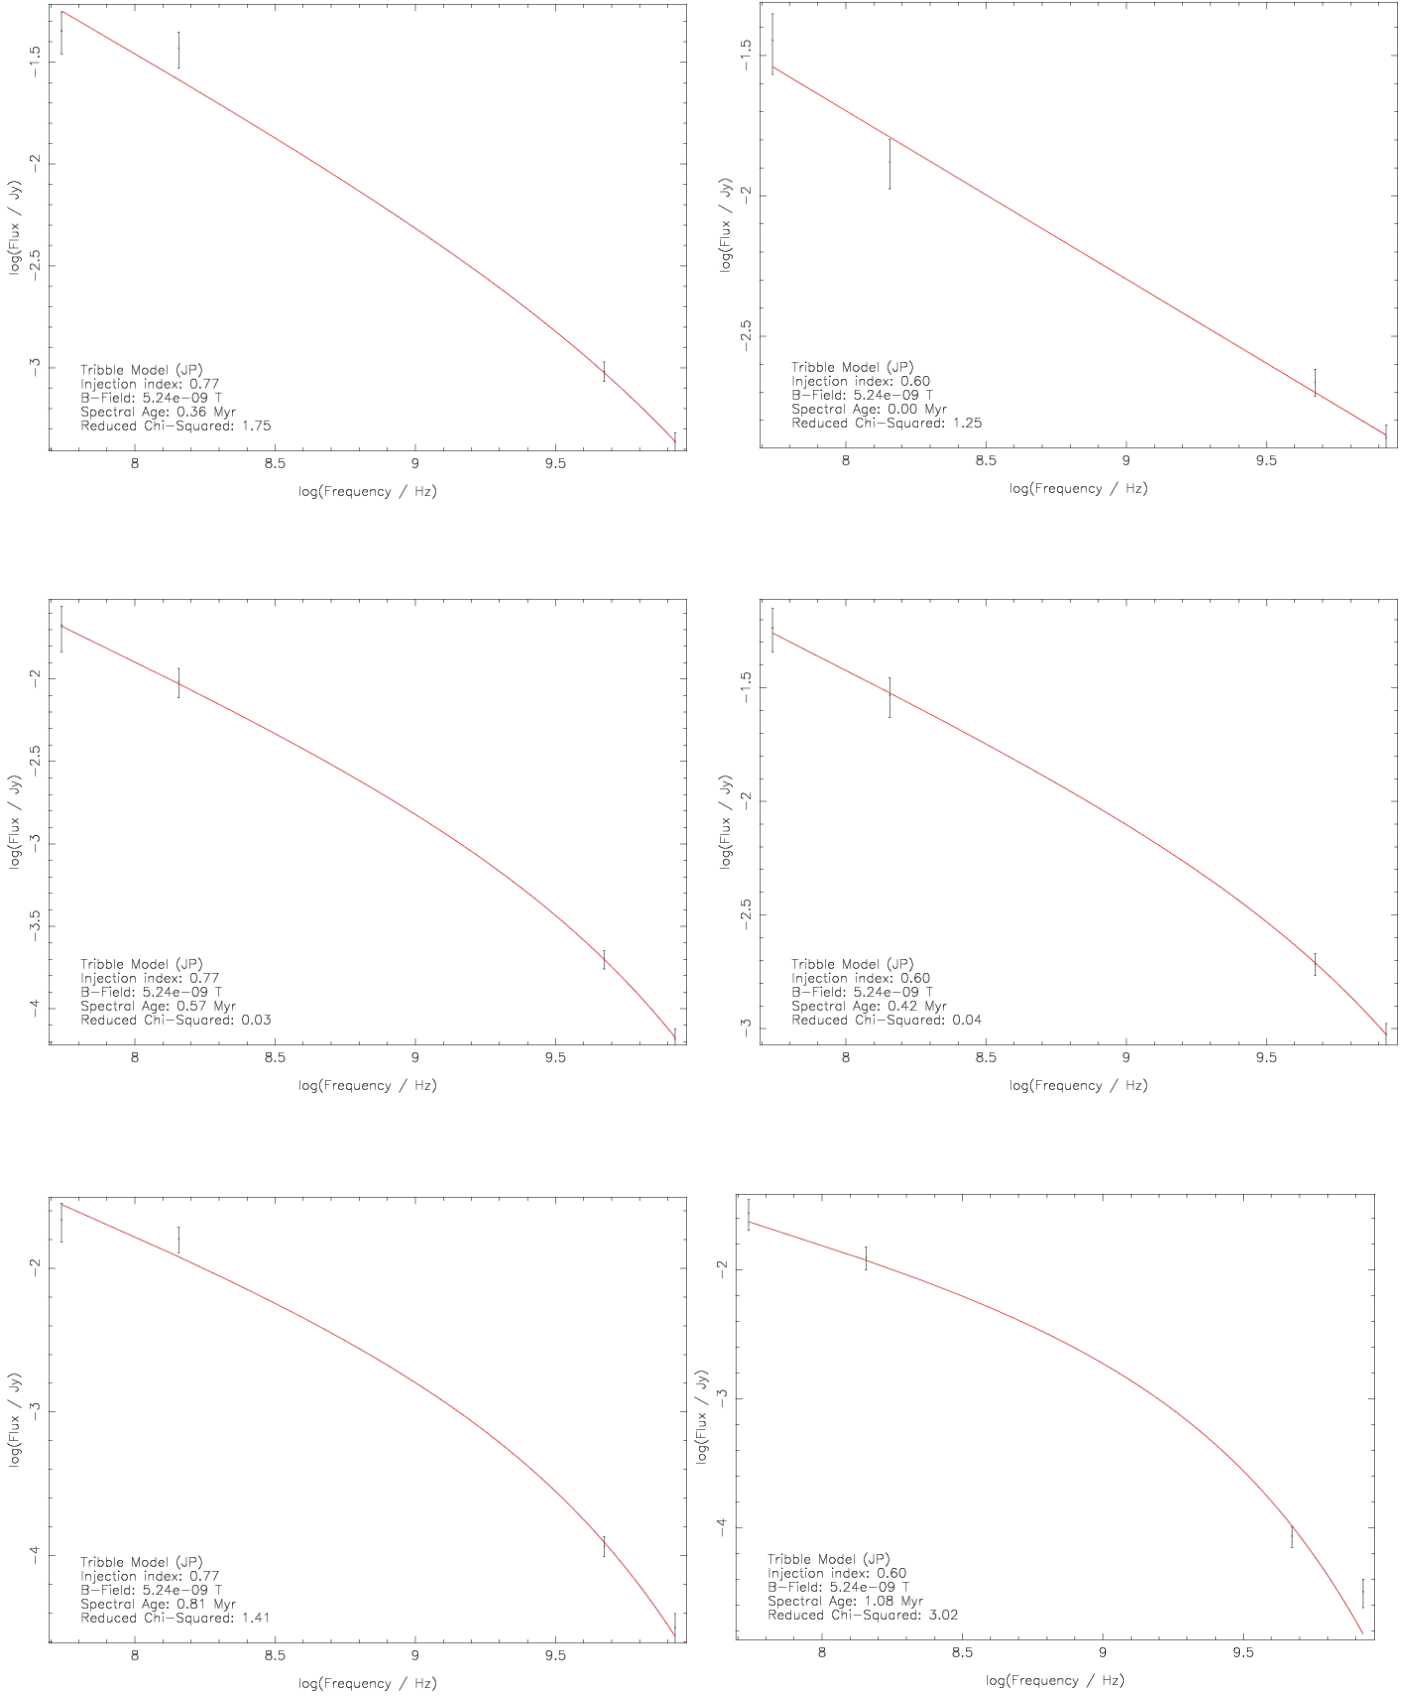 −1.5
−2
−2.5
−3
log(Flux / Jy)
Tribble Model (JP)
Injection index: 0.77
B−Field: 5.24e−09 T
Spectral Age: 0.36 Myr
Reduced Chi−Squared: 1.75
8
8.5
9
9.5
log(Frequency / Hz)
−1.5
−2
−2.5
log(Flux / Jy)
Tribble Model (JP)
Injection index: 0.60
B−Field: 5.24e−09 T
Spectral Age: 0.00 Myr
Reduced Chi−Squared: 1.25
8
8.5
9
9.5
log(Frequency / Hz)
−2
−2.5
−3
−3.5
−4
log(Flux / Jy)
Tribble Model (JP)
Injection index: 0.77
B−Field: 5.24e−09 T
Spectral Age: 0.57 Myr
Reduced Chi−Squared: 0.03
8
8.5
9
9.5
log(Frequency / Hz)
−1.5
−2
−2.5
−3
log(Flux / Jy)
Tribble Model (JP)
Injection index: 0.60
B−Field: 5.24e−09 T
Spectral Age: 0.42 Myr
Reduced Chi−Squared: 0.04
8
8.5
9
9.5
log(Frequency / Hz)
−2
−3
−4
log(Flux / Jy)
Tribble Model (JP)
Injection index: 0.77
B−Field: 5.24e−09 T
Spectral Age: 0.81 Myr
Reduced Chi−Squared: 1.41
8
8.5
9
9.5
log(Frequency / Hz)
−2
−3
−4
log(Flux / Jy)
Tribble Model (JP)
Injection index: 0.60
B−Field: 5.24e−09 T
Spectral Age: 1.08 Myr
Reduced Chi−Squared: 3.02
8
8.5
9
9.5
log(Frequency / Hz)